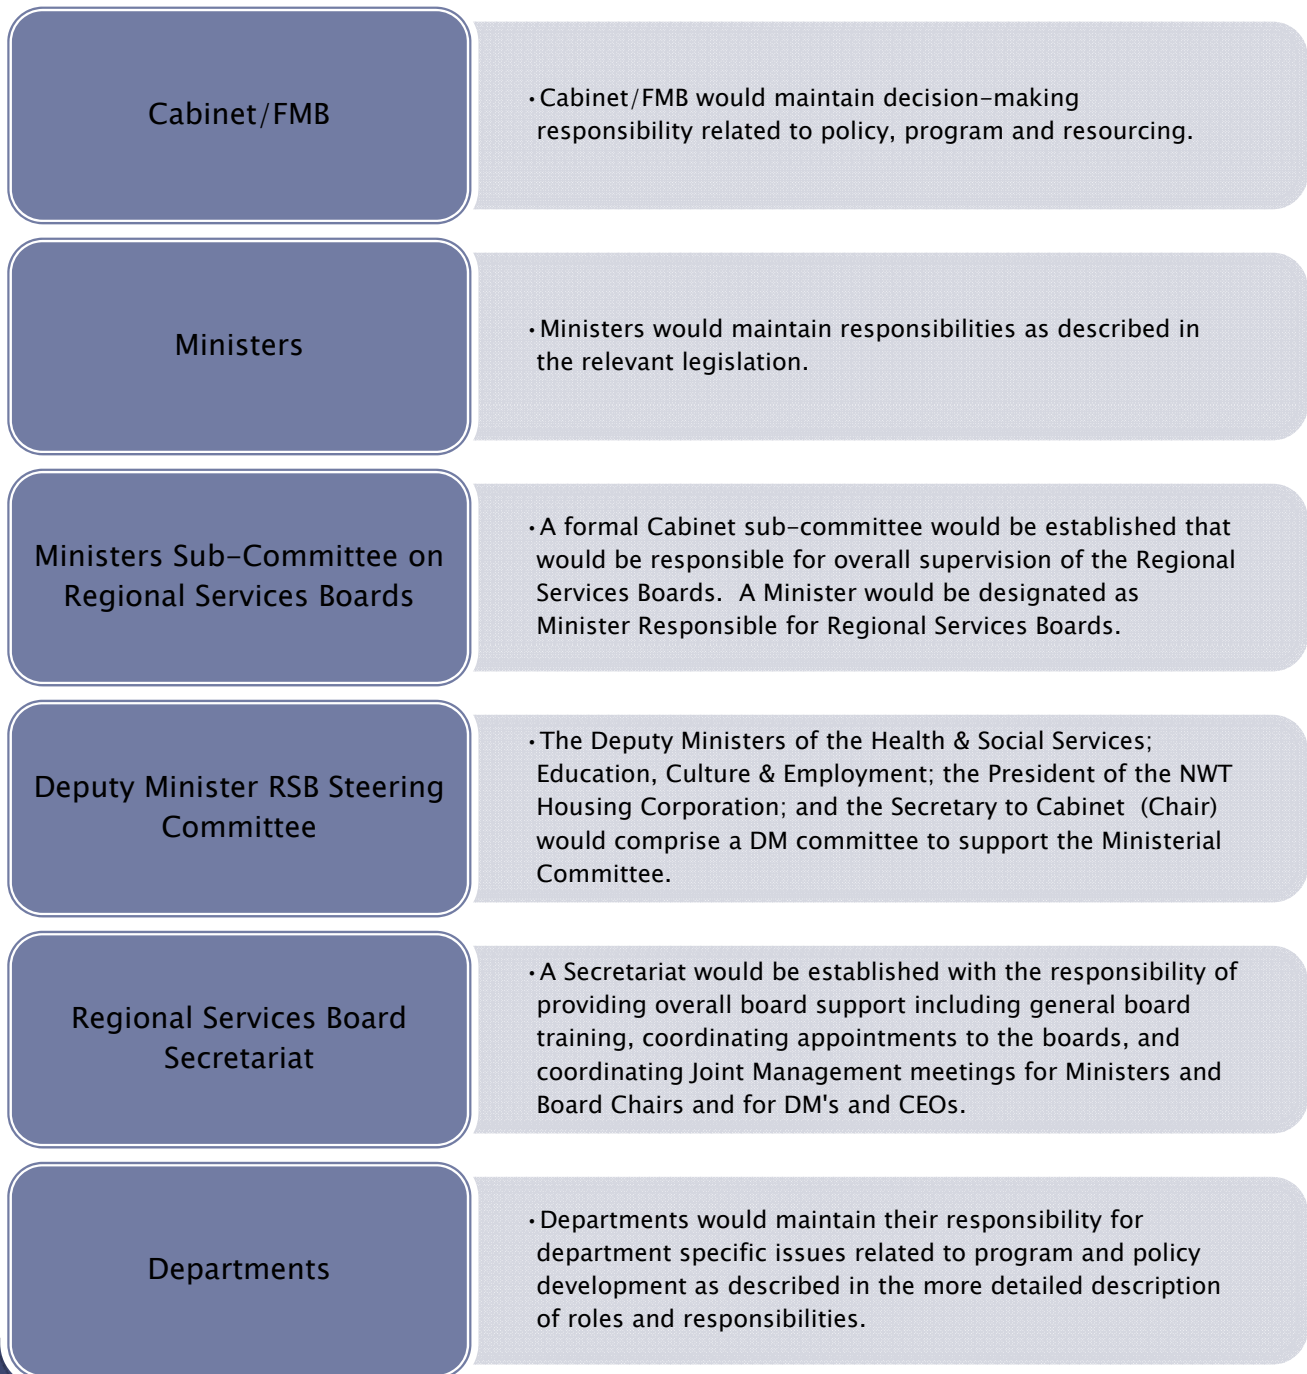 Cabinet/FMB
•Cabinet/FMB would maintain decision-making
responsibility related to policy, program and resourcing.
Ministers
•Ministers would maintain responsibilities as described in
the relevant legislation.
Ministers Sub-Committee on
Regional Services Boards
•A formal Cabinet sub-committee would be established that
would be responsible for overall supervision of the Regional
Services Boards.  A Minister would be designated as
Minister Responsible for Regional Services Boards.
Deputy Minister RSB Steering
Committee
•The Deputy Ministers of the Health & Social Services;
Education, Culture & Employment; the President of the NWT
Housing Corporation; and the Secretary to Cabinet  (Chair)
would comprise a DM committee to support the Ministerial
Committee.
Regional Services Board
Secretariat
•A Secretariat would be established with the responsibility of
providing overall board support including general board
training, coordinating appointments to the boards, and
coordinating Joint Management meetings for Ministers and
Board Chairs and for DM's and CEOs.
Departments
•Departments would maintain their responsibility for
department specific issues related to program and policy
development as described in the more detailed description
of roles and responsibilities.